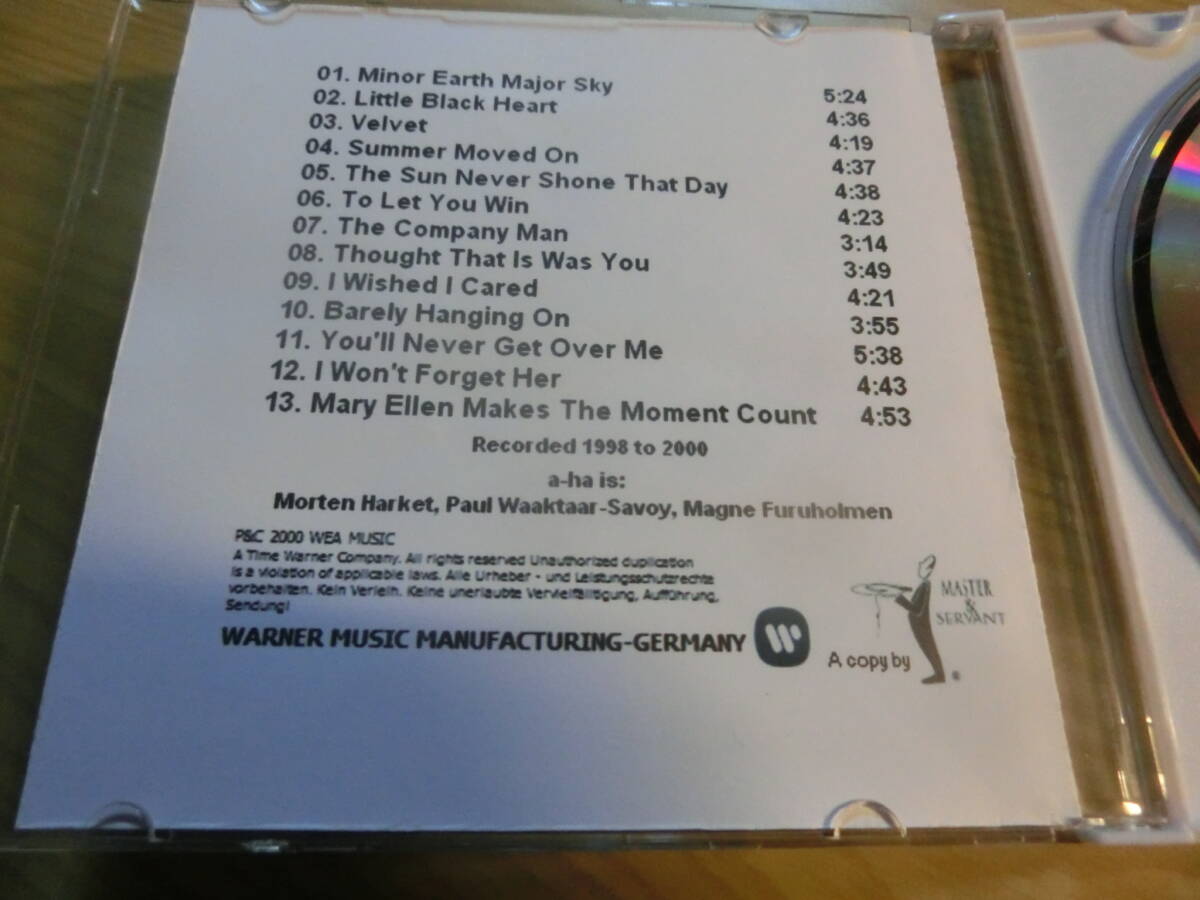 01. Minor Earth Major Sky 5:24
02. Little Black Heart 4:36
03. Velvet 4:19
04. Summer Moved On 4:37
05. The Sun Never Shone That Day 4:38
06. To Let You Win 4:23
07. The Company Man 3:14
08. Thought That Is Was You 3:49
09. I Wished I Cared 4:21
10. Barely Hanging On 3:55
11. You'll Never Get Over Me 5:38
12. I Won't Forget Her 4:43
13. Mary Ellen Makes The Moment Count 4:53
Recorded 1998 to 2000
a-ha is:
Morten Harket, Paul Waaktaar-Savoy, Magne Furuholmen
P&C 2000 WEA MUSIC
A Time Warner Company. All rights reserved Unauthorized duplication
is a violation of applicable laws. Alle Urheber - und Leistungsschutzrechte
vorbehalten. Kein Verleih. Keine unerlaubte Vervielfältigung, Aufführung,
Sendung!
WARNER MUSIC MANUFACTURING-GERMANY
A copy by
MASTER
&
SERVANT